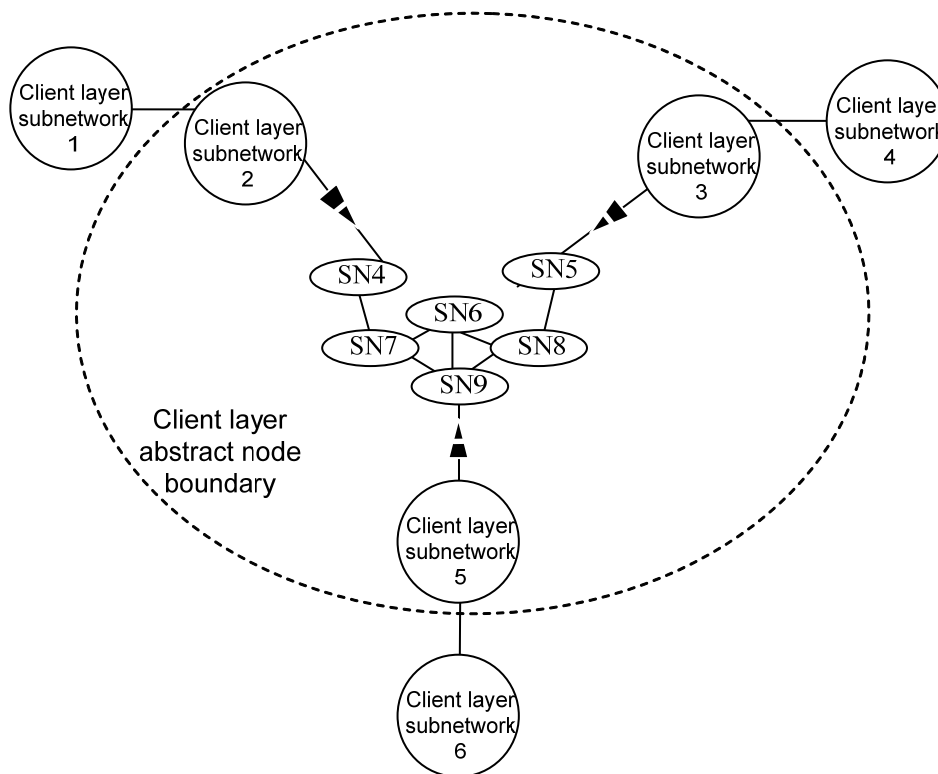 Client layer
subnetwork
1
Client layer
subnetwork
2
Client layer
subnetwork
3
Client laye
subnetwork
4
SN4
SN5
SN6
SN7
SN8
SN9
Client layer
abstract node
boundary
Client layer
subnetwork
5
Client layer
subnetwork
6